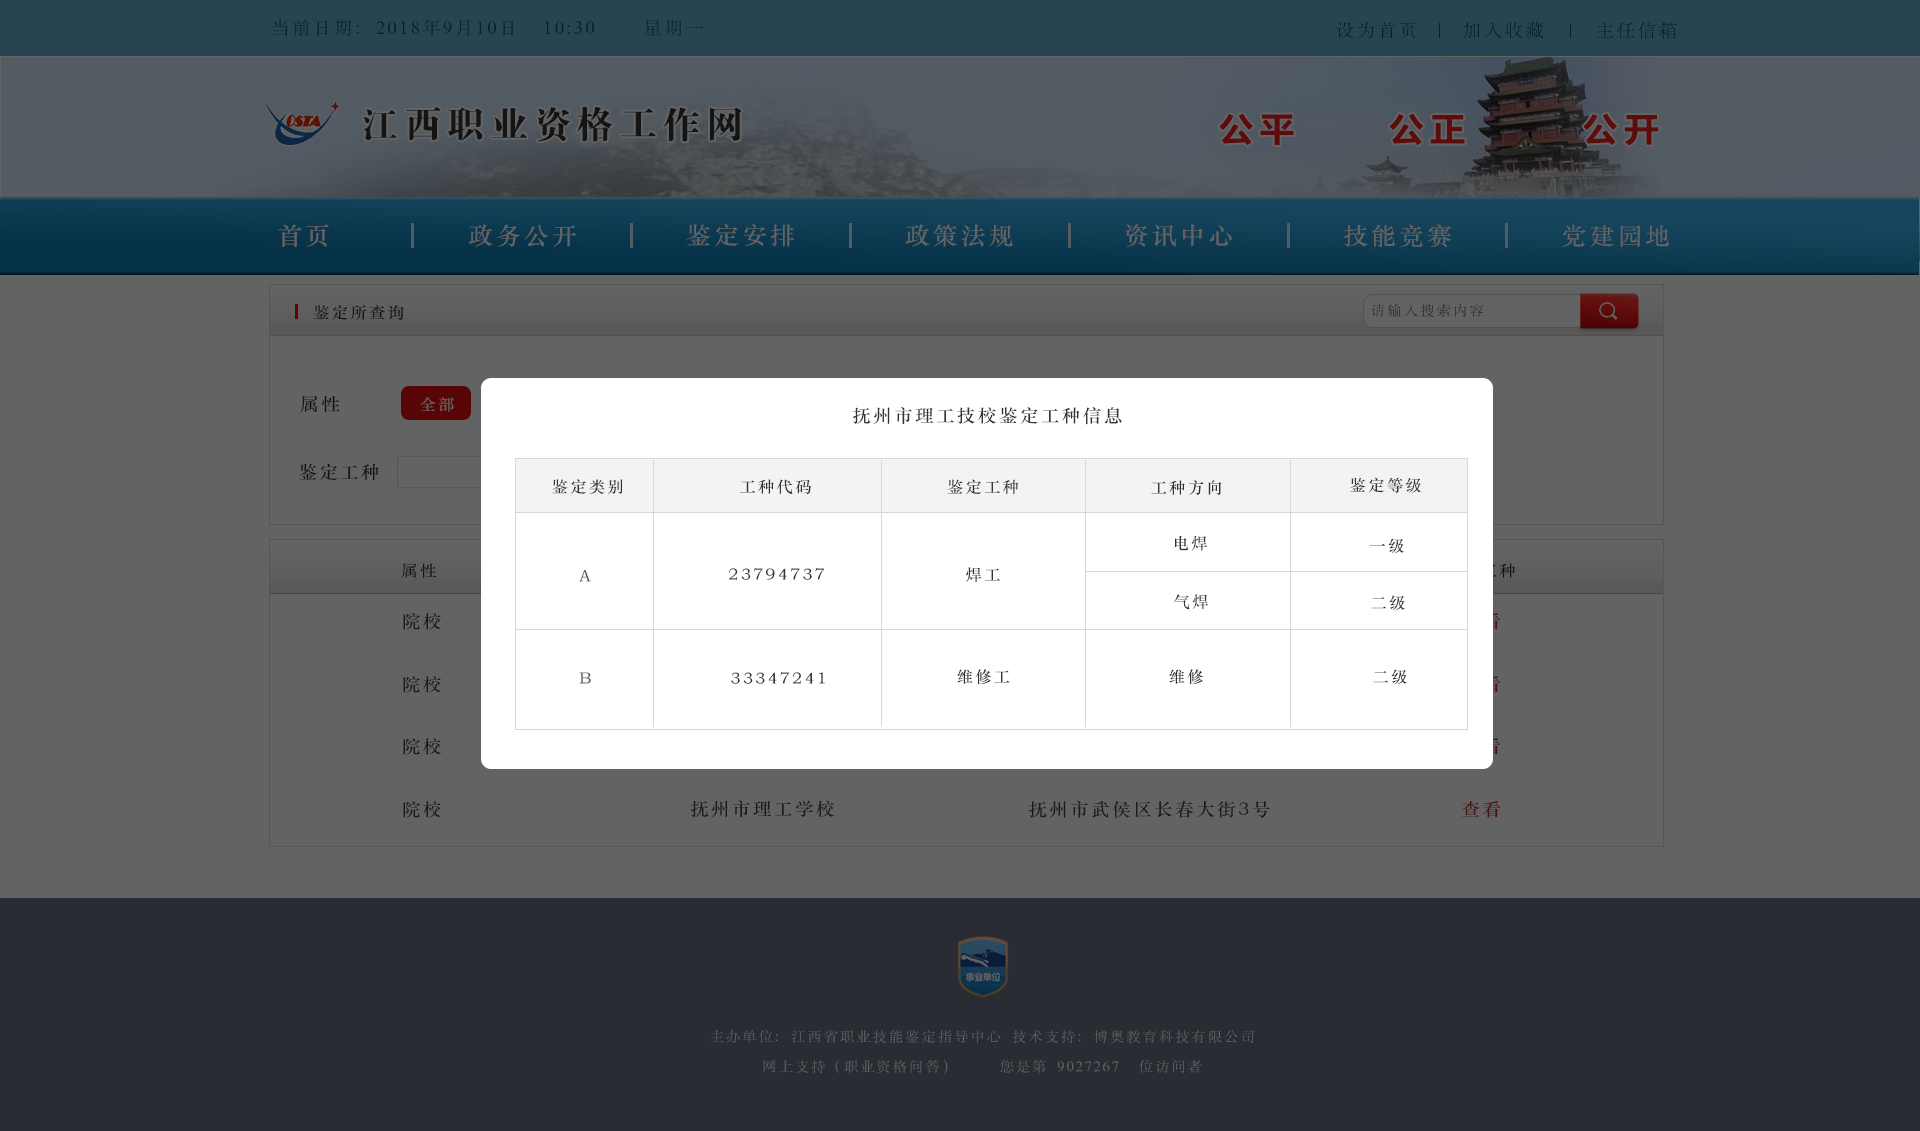 当前日期：2018年9月10日 10:30 星期一
设为首页 | 加入收藏 | 主任信箱
OSTA 江西职业资格工作网
公平 公正 公开
首页 政务公开 鉴定安排 政策法规 资讯中心 技能竞赛 党建园地
鉴定所查询
请输入搜索内容
属性 全部
鉴定工种
抚州市理工技校鉴定工种信息
鉴定类别 工种代码 鉴定工种 工种方向 鉴定等级
A 23794737 焊工 电焊 一级
气焊 二级
B 33347241 维修工 维修 二级
属性 工种
院校 看
院校 看
院校 看
院校 抚州市理工学校 抚州市武侯区长春大街3号 查看
事业单位
主办单位：江西省职业技能鉴定指导中心 技术支持：博奥教育科技有限公司
网上支持（职业资格问答） 您是第 9027267 位访问者